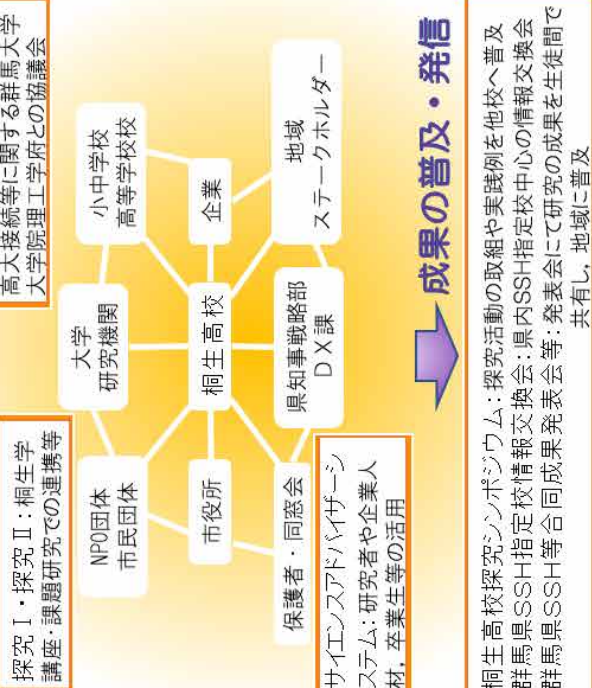 探究Ⅰ・探究Ⅱ：桐生学
講座・課題研究での連携等
高大接続等に関する群馬大学
大学院理工学府との協議会
大学
研究機関
NPO団体
市民団体
小中学校
高等学校校
市役所
桐生高校
企業
保護者・同窓会
県知事戦略部
ＤＸ課
地域
ステークホルダー
サイエンスアドバイザーシ
ステム：研究者や企業人
材，卒業生等の活用
成果の普及・発信
桐生高校探究シンポジウム：探究活動の取組や実践例を他校へ普及
群馬県SSH指定校情報交換会：県内SSH指定校中心の情報交換会
群馬県SSH等合同成果発表会等：発表会にて研究の成果を生徒間で
共有し，地域に普及